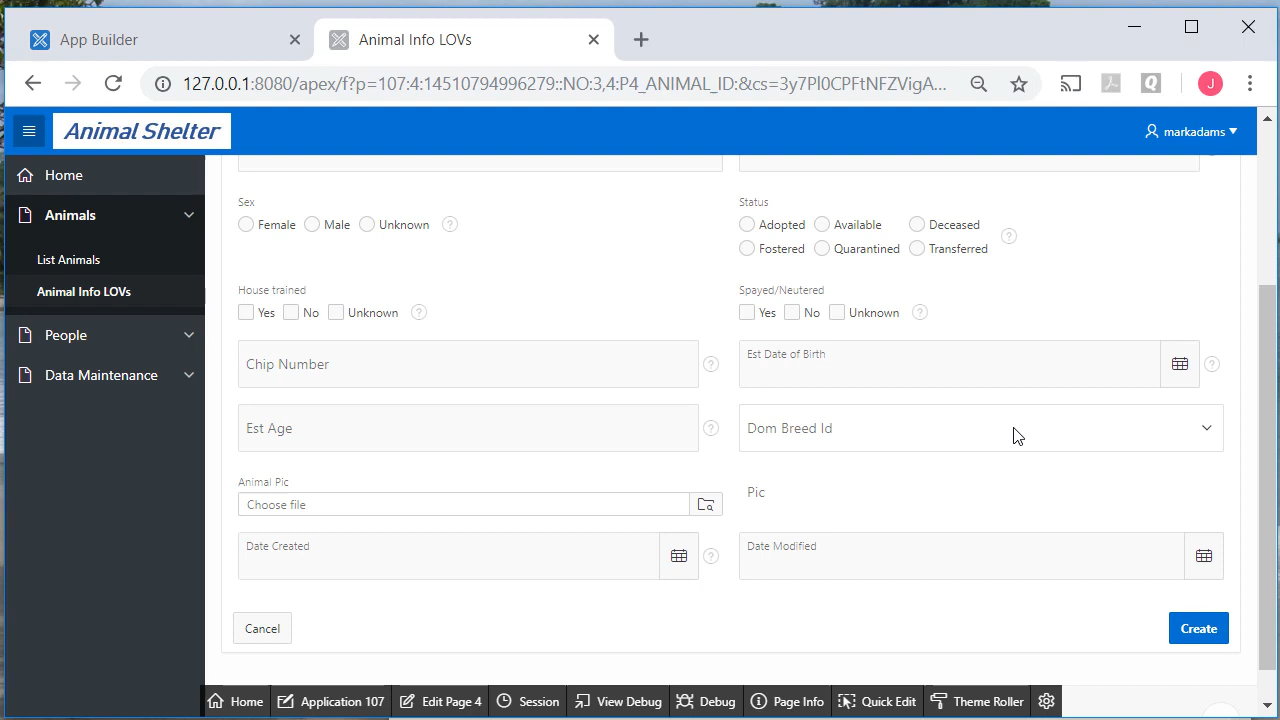 App Builder
Animal Info LOVs
127.0.0.1:8080/apex/f?p=107:4:14510794996279::NO:3,4:P4_ANIMAL_ID:&cs=3y7Pl0CPFtNFZVigA...
J
Animal Shelter
markadams
Home
Animals
List Animals
Animal Info LOVs
People
Data Maintenance
Sex
Female Male Unknown ?
Status
Adopted Available Deceased
Fostered Quarantined Transferred ?
House trained
Yes No Unknown ?
Spayed/Neutered
Yes No Unknown ?
Chip Number ?
Est Date of Birth ?
Est Age ?
Dom Breed Id
Animal Pic
Choose file
Pic
Date Created ?
Date Modified
Cancel
Create
Home Application 107 Edit Page 4 Session View Debug Debug Page Info Quick Edit Theme Roller